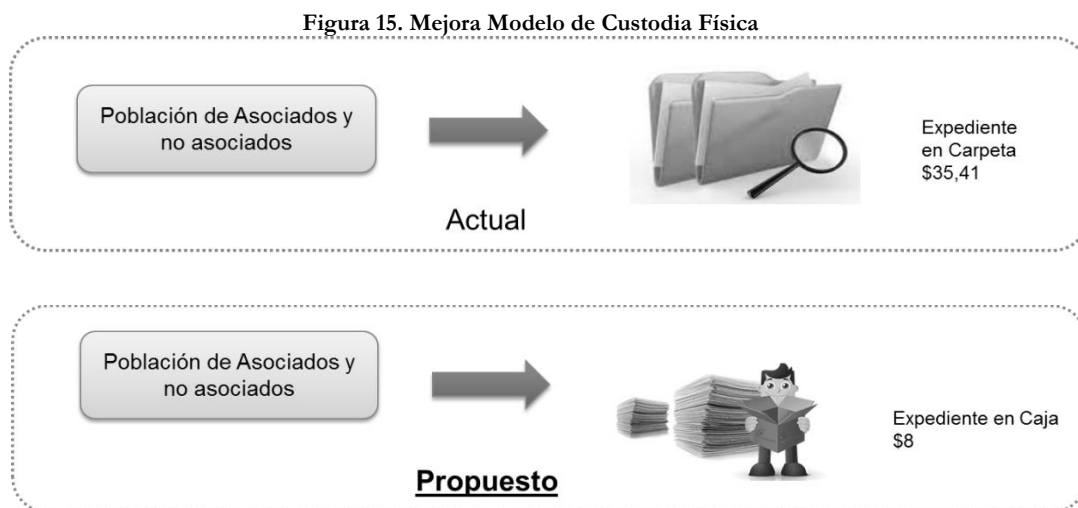 Figura 15. Mejora Modelo de Custodia Física
Población de Asociados y
no asociados
Expediente
en Carpeta
$35,41
Actual
Población de Asociados y
no asociados
Expediente en Caja
$8
Propuesto